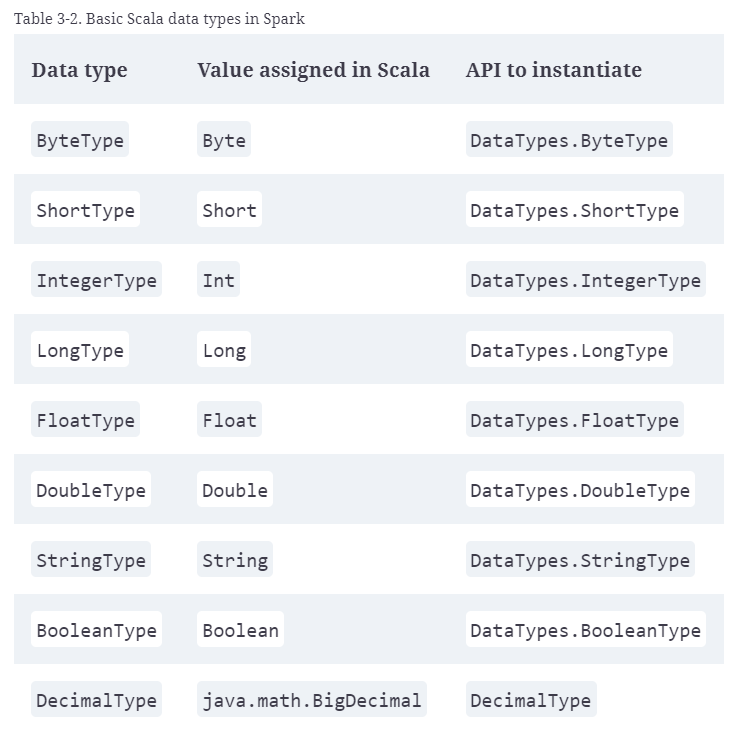 Table 3-2. Basic Scala data types in Spark
Data type Value assigned in Scala API to instantiate
ByteType Byte DataTypes.ByteType
ShortType Short DataTypes.ShortType
IntegerType Int DataTypes.IntegerType
LongType Long DataTypes.LongType
FloatType Float DataTypes.FloatType
DoubleType Double DataTypes.DoubleType
StringType String DataTypes.StringType
BooleanType Boolean DataTypes.BooleanType
DecimalType java.math.BigDecimal DecimalType